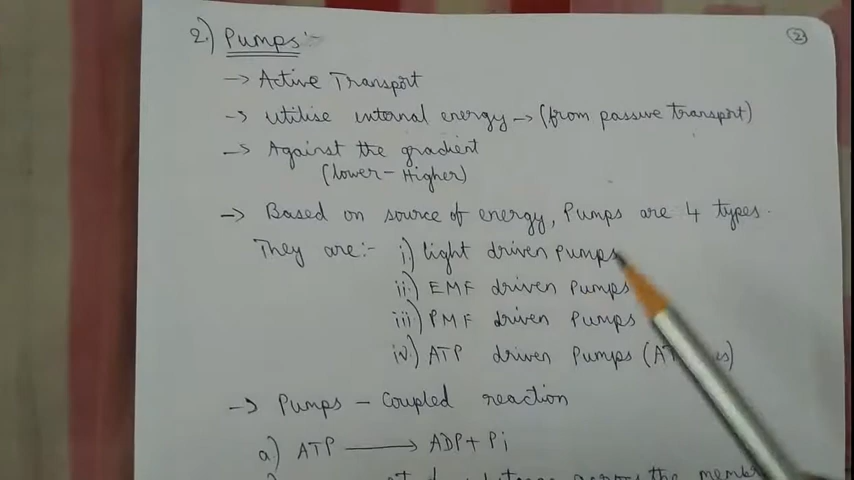 2.) Pumps:-
②
→ Active Transport
→ Utilise internal energy → (from passive transport)
→ Against the gradient
(lower - Higher)
→ Based on source of energy, Pumps are 4 types.
They are:- i) light driven pumps
ii) EMF driven Pumps
iii) PMF driven Pumps
iv.) ATP driven Pumps
→ Pumps - Coupled reaction
a.) ATP → ADP + Pi
across the